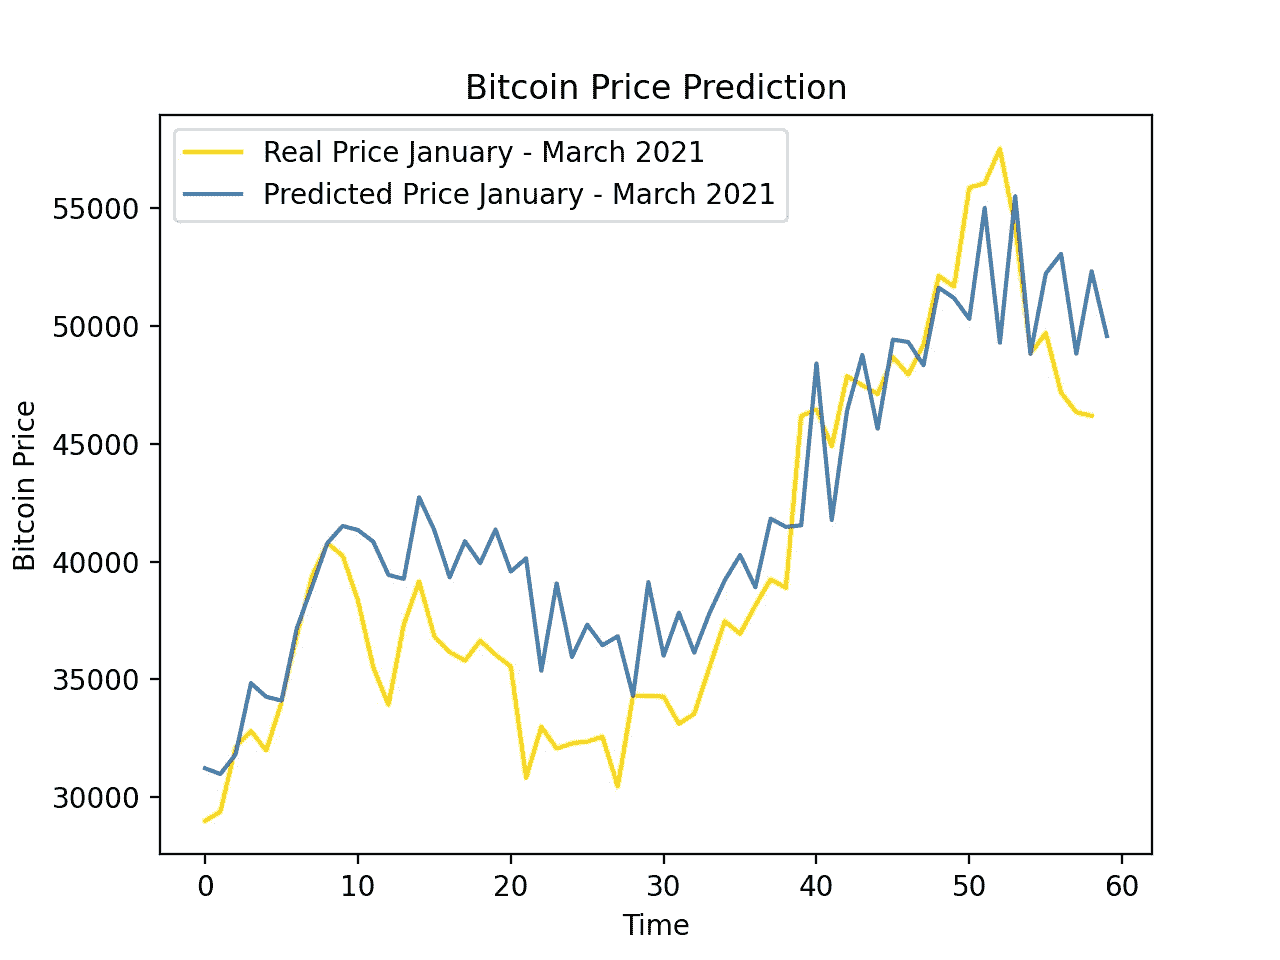 Bitcoin Price Prediction
Real Price January - March 2021
Predicted Price January - March 2021
55000
50000
45000
40000
35000
30000
Bitcoin Price
0 10 20 30 40 50 60
Time